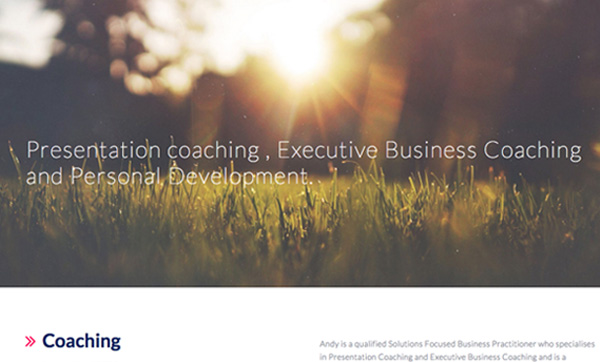 Presentation coaching , Executive Business Coaching
and Personal Development..
» Coaching
Andy is a qualified Solutions Focused Business Practitioner who specialises
in Presentation Coaching and Executive Business Coaching and is a